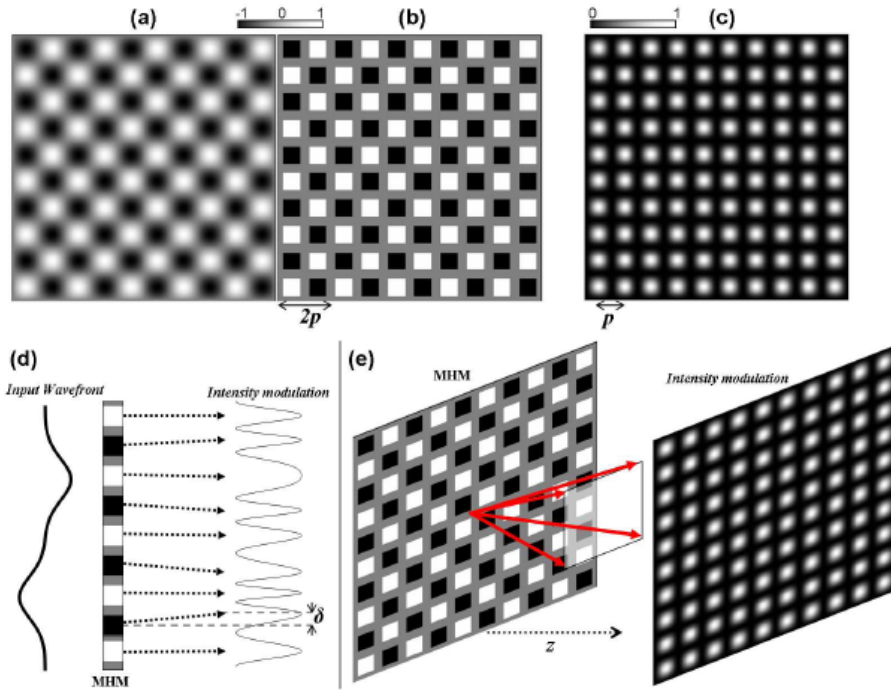 (a)
-1 0 1
(b)
0 1
(c)
2p
p
(d)
Input Wavefront
Intensity modulation
δ
MHM
(e)
MHM
Intensity modulation
z